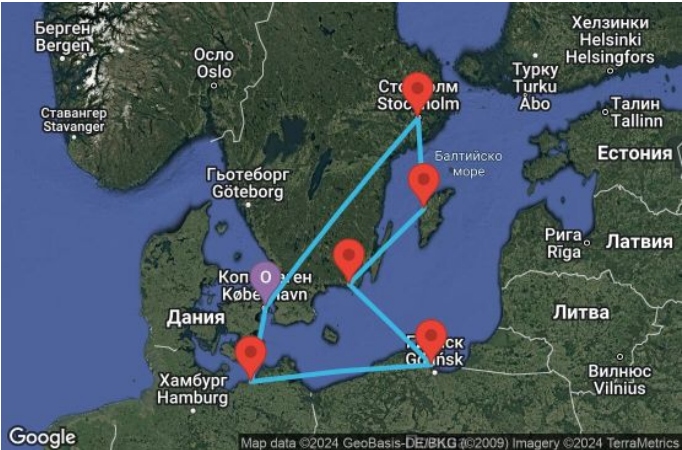 Берген
Bergen
Осло
Oslo
Хелзинки
Helsinki
Helsingfors
Турку
Turku
Åbo
Талин
Tallinn
Stockholm
Ставангер
Stavanger
Естония
Балтийско
море
Гьотеборг
Göteborg
Рига
Rīga
Латвия
O
Дания
Литва
Gdańsk
Вилнюс
Vilnius
Хамбург
Hamburg
Google
Map data ©2024 GeoBasis-DE/BKG (©2009) Imagery ©2024 TerraMetrics